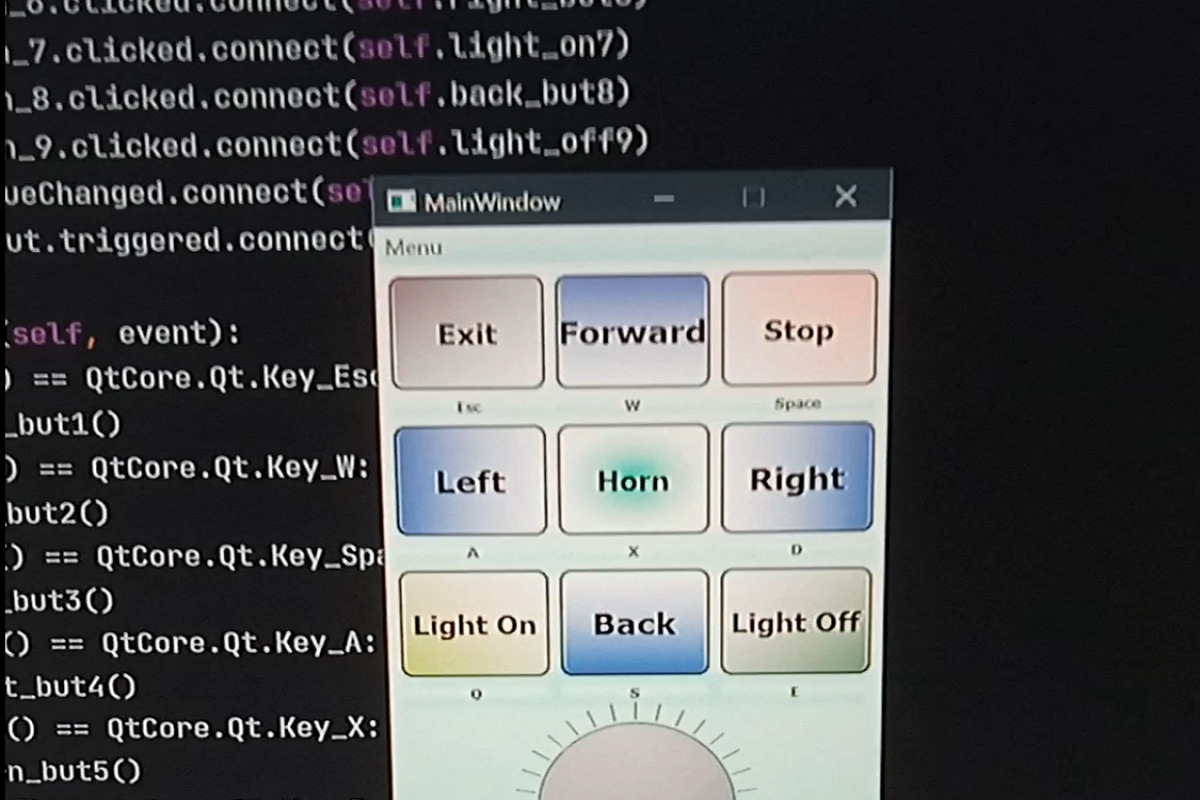 _7.clicked.connect(self.light_on7)
_8.clicked.connect(self.back_but8)
_9.clicked.connect(self.light_off9)
ueChanged.connect(sel
ut.triggered.connect(
(self, event):
) == QtCore.Qt.Key_Esc
_but1()
) == QtCore.Qt.Key_W:
but2()
() == QtCore.Qt.Key_Spa
_but3()
() == QtCore.Qt.Key_A:
t_but4()
() == QtCore.Qt.Key_X:
n_but5()
MainWindow
Menu
Exit Forward Stop
Esc W Space
Left Horn Right
A X D
Light On Back Light Off
Q S E